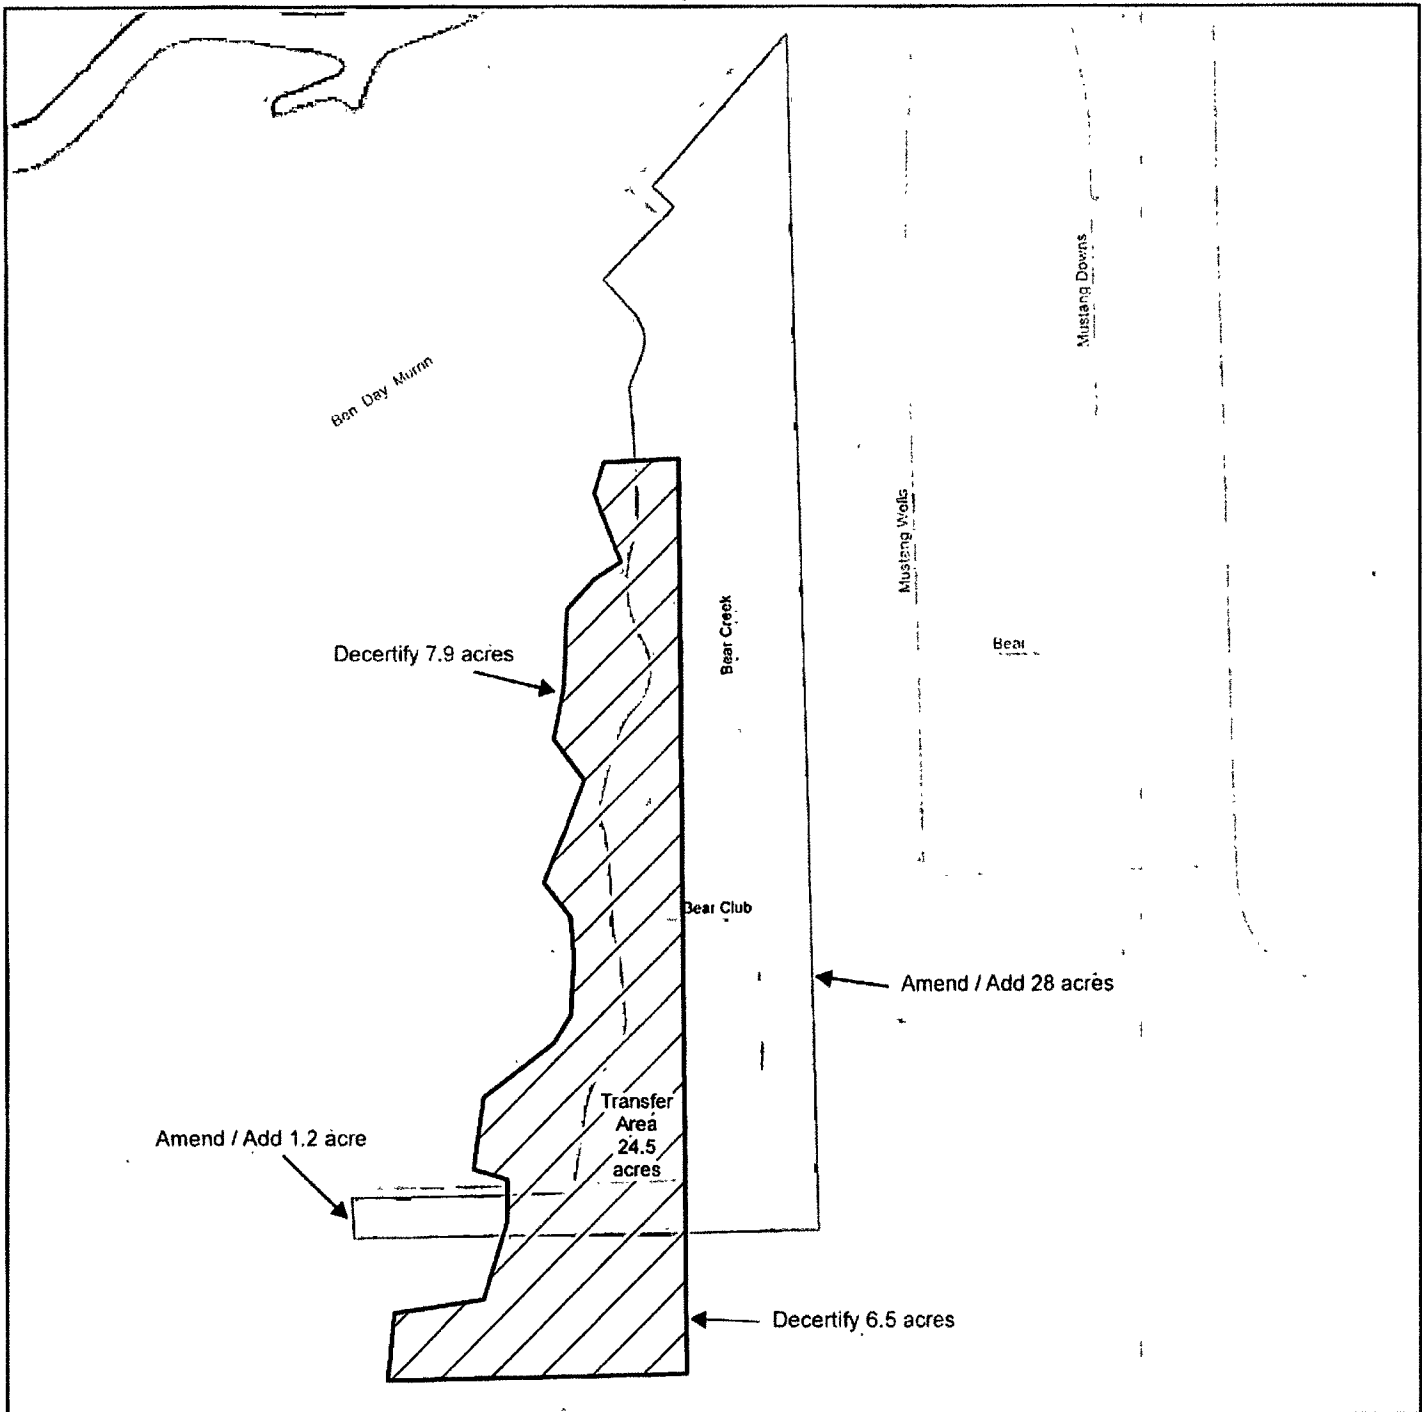 Mustang Downs
Ben Day Murrin
Mustang Wells
Bear Creek
Bear
Decertify 7.9 acres
Bear Club
Amend / Add 28 acres
Transfer
Area
24.5
acres
Amend / Add 1.2 acre
Decertify 6.5 acres